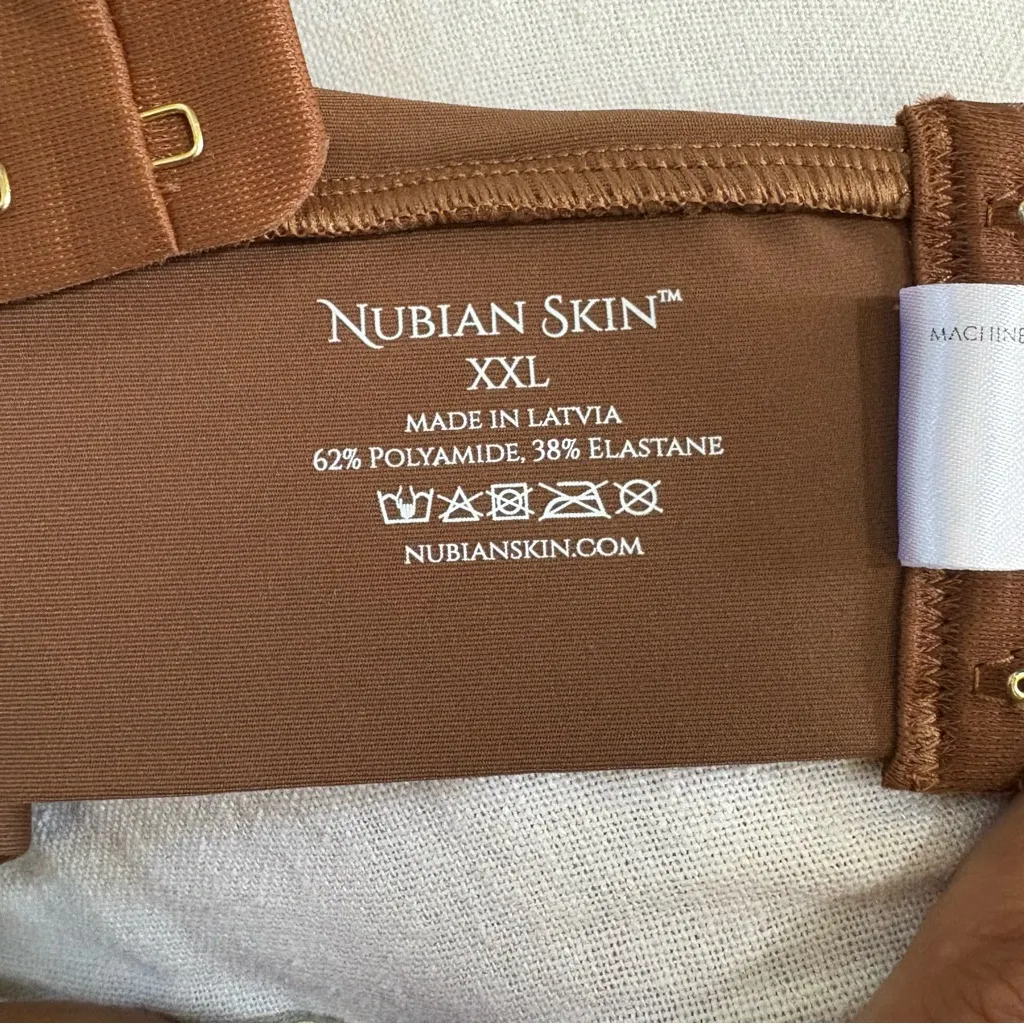 NUBIAN SKIN™
XXL
MADE IN LATVIA
62% POLYAMIDE, 38% ELASTANE
NUBIANSKIN.COM
MACHINE